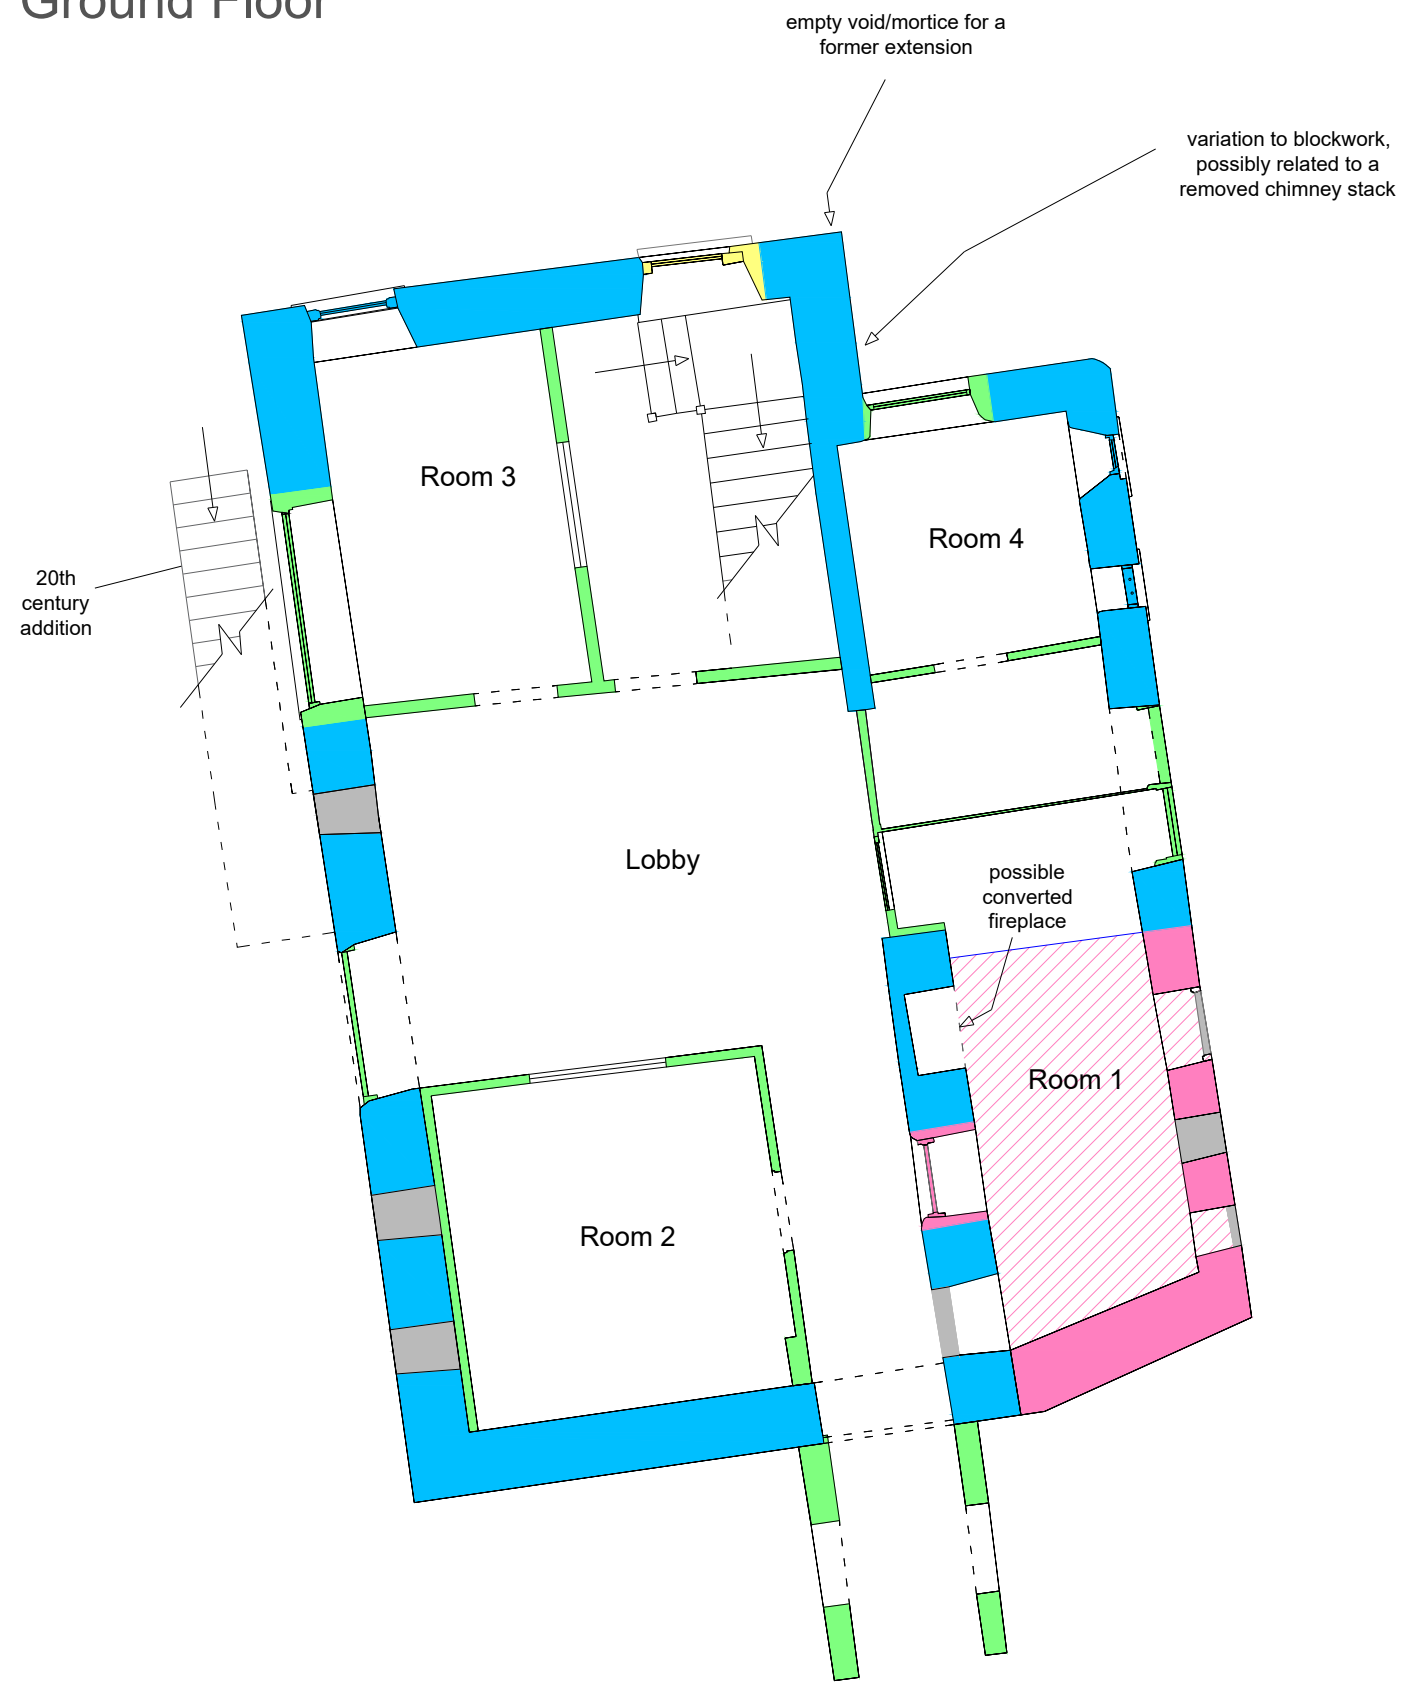 Ground Floor
empty void/mortice for a
former extension
variation to blockwork,
possibly related to a
removed chimney stack
Room 3
Room 4
20th
century
addition
Lobby
possible
converted
fireplace
Room 1
Room 2